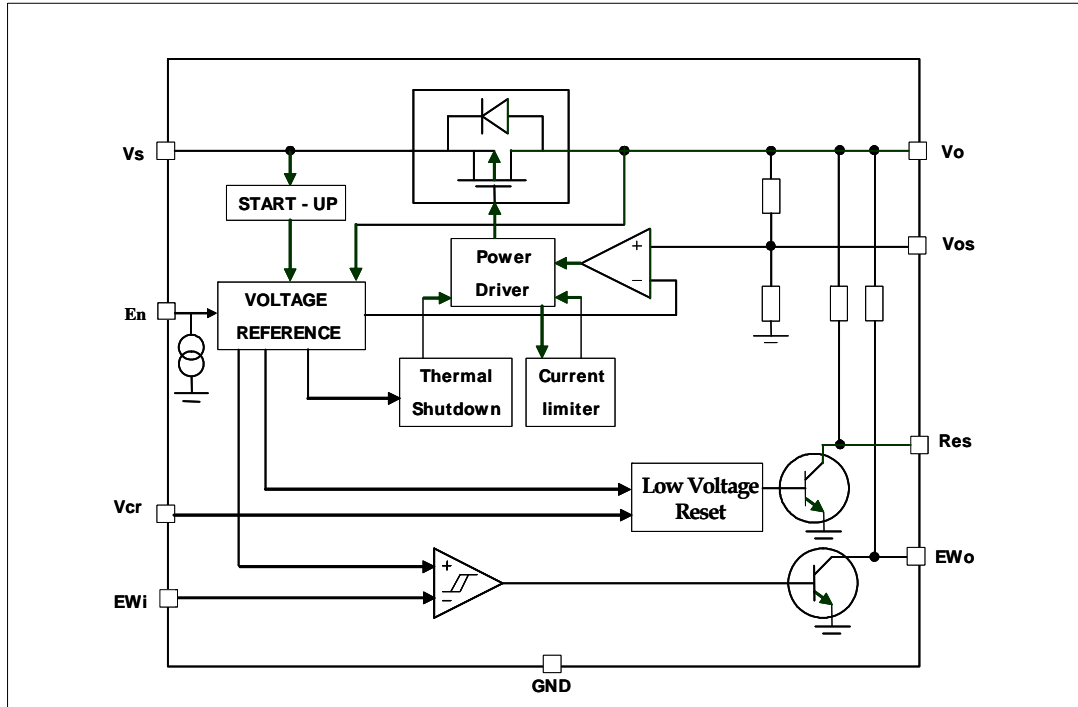 Vs
Vo
START - UP
Vos
+
−
Power
Driver
En
VOLTAGE
REFERENCE
Thermal
Shutdown
Current
limiter
Res
Low Voltage
Reset
Vcr
EWo
+
−
EWi
GND